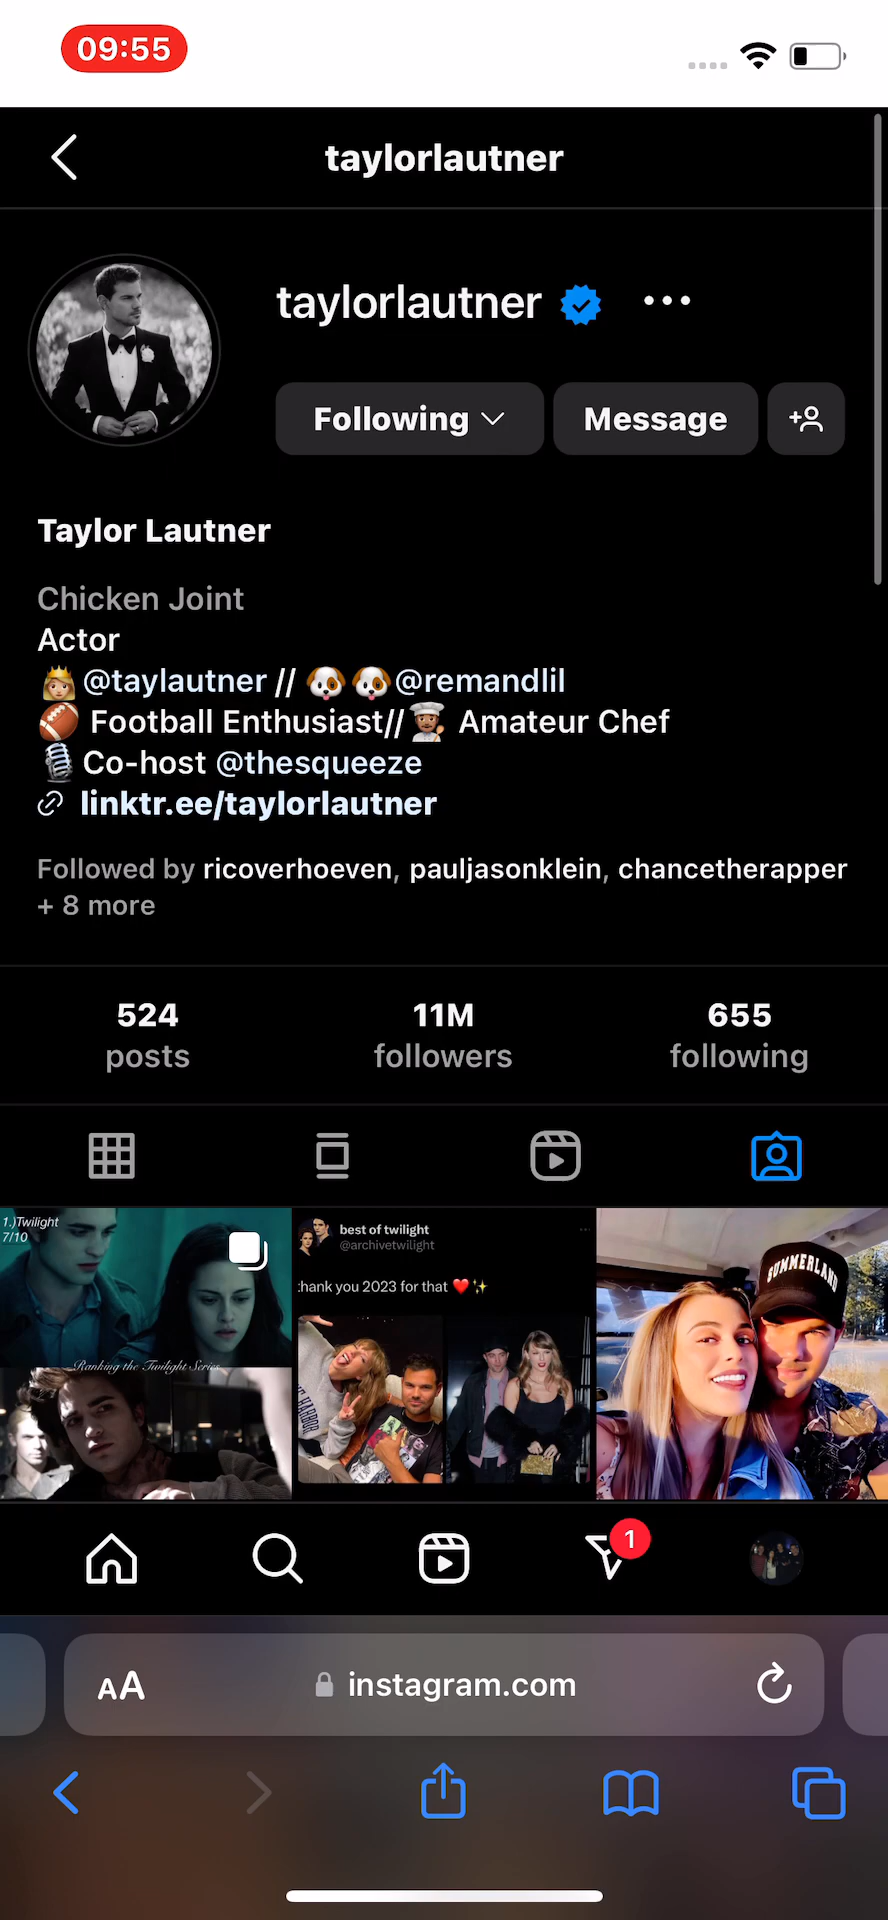 09:55
taylorlautner
taylorlautner
Following
Message
Taylor Lautner
Chicken Joint
Actor
👸🏼@taylautner // 🐶🐶@remandlil
🏈 Football Enthusiast//👨🏽‍🍳 Amateur Chef
🎙Co-host @thesqueeze
linktr.ee/taylorlautner
Followed by ricoverhoeven, pauljasonklein, chancetherapper
+ 8 more
524 11M 655
posts followers following
1.)Twilight
7/10
Ranking the Twilight Series
best of twilight
@archivetwilight
hank you 2023 for that ❤️✨
HARBOR
SUMMERLAND
1
AA instagram.com